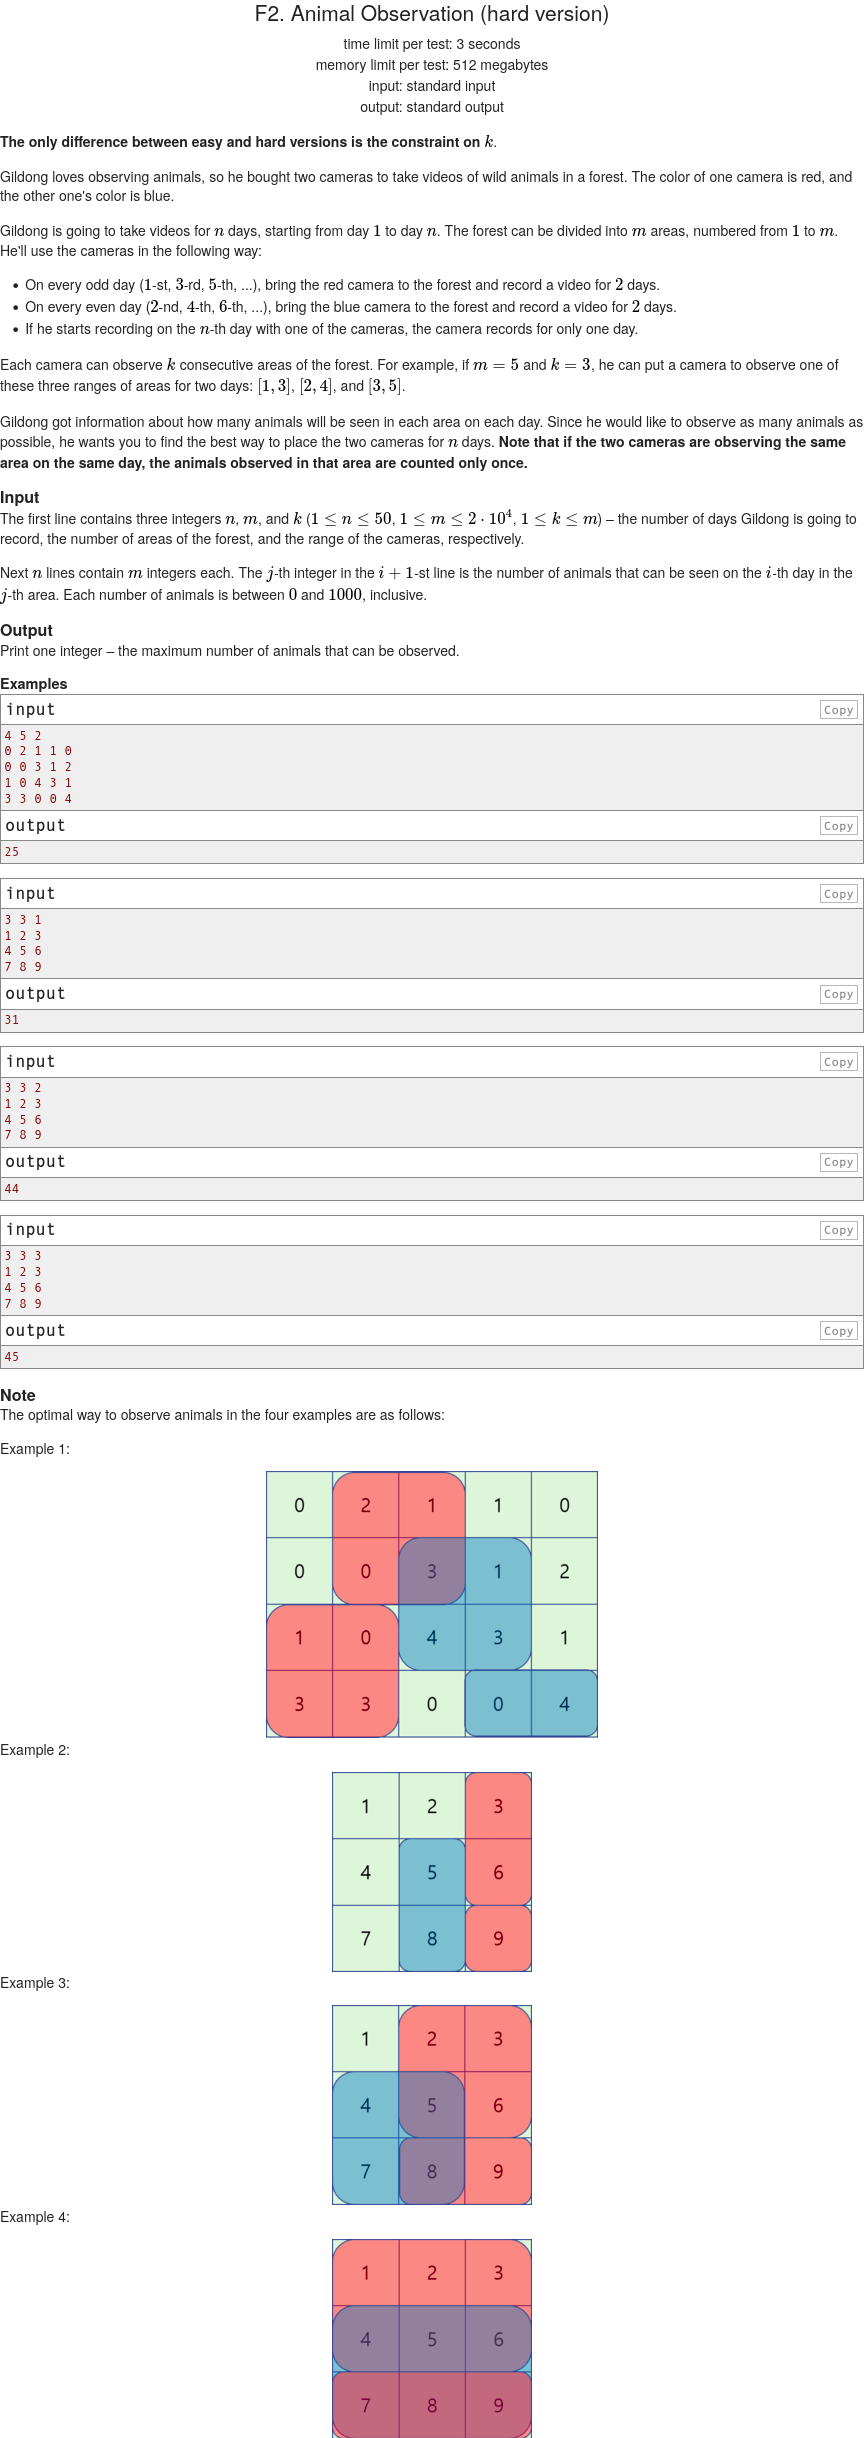 F2. Animal Observation (hard version)
time limit per test: 3 seconds
memory limit per test: 512 megabytes
input: standard input
output: standard output
The only difference between easy and hard versions is the constraint on k.
Gildong loves observing animals, so he bought two cameras to take videos of wild animals in a forest. The color of one camera is red, and
the other one's color is blue.
Gildong is going to take videos for n days, starting from day 1 to day n. The forest can be divided into m areas, numbered from 1 to m.
He'll use the cameras in the following way:
• On every odd day (1-st, 3-rd, 5-th, ...), bring the red camera to the forest and record a video for 2 days.
• On every even day (2-nd, 4-th, 6-th, ...), bring the blue camera to the forest and record a video for 2 days.
• If he starts recording on the n-th day with one of the cameras, the camera records for only one day.
Each camera can observe k consecutive areas of the forest. For example, if m = 5 and k = 3, he can put a camera to observe one of
these three ranges of areas for two days: [1, 3], [2, 4], and [3, 5].
Gildong got information about how many animals will be seen in each area on each day. Since he would like to observe as many animals as
possible, he wants you to find the best way to place the two cameras for n days. Note that if the two cameras are observing the same
area on the same day, the animals observed in that area are counted only once.
Input
The first line contains three integers n, m, and k (1 ≤ n ≤ 50, 1 ≤ m ≤ 2 · 10⁴, 1 ≤ k ≤ m) – the number of days Gildong is going to
record, the number of areas of the forest, and the range of the cameras, respectively.
Next n lines contain m integers each. The j-th integer in the i + 1-st line is the number of animals that can be seen on the i-th day in the
j-th area. Each number of animals is between 0 and 1000, inclusive.
Output
Print one integer – the maximum number of animals that can be observed.
Examples
input Copy
4 5 2
0 2 1 1 0
0 0 3 1 2
1 0 4 3 1
3 3 0 0 4
output Copy
25
input Copy
3 3 1
1 2 3
4 5 6
7 8 9
output Copy
31
input Copy
3 3 2
1 2 3
4 5 6
7 8 9
output Copy
44
input Copy
3 3 3
1 2 3
4 5 6
7 8 9
output Copy
45
Note
The optimal way to observe animals in the four examples are as follows:
Example 1:
0 2 1 1 0
0 0 3 1 2
1 0 4 3 1
3 3 0 0 4
Example 2:
1 2 3
4 5 6
7 8 9
Example 3:
1 2 3
4 5 6
7 8 9
Example 4:
1 2 3
4 5 6
7 8 9